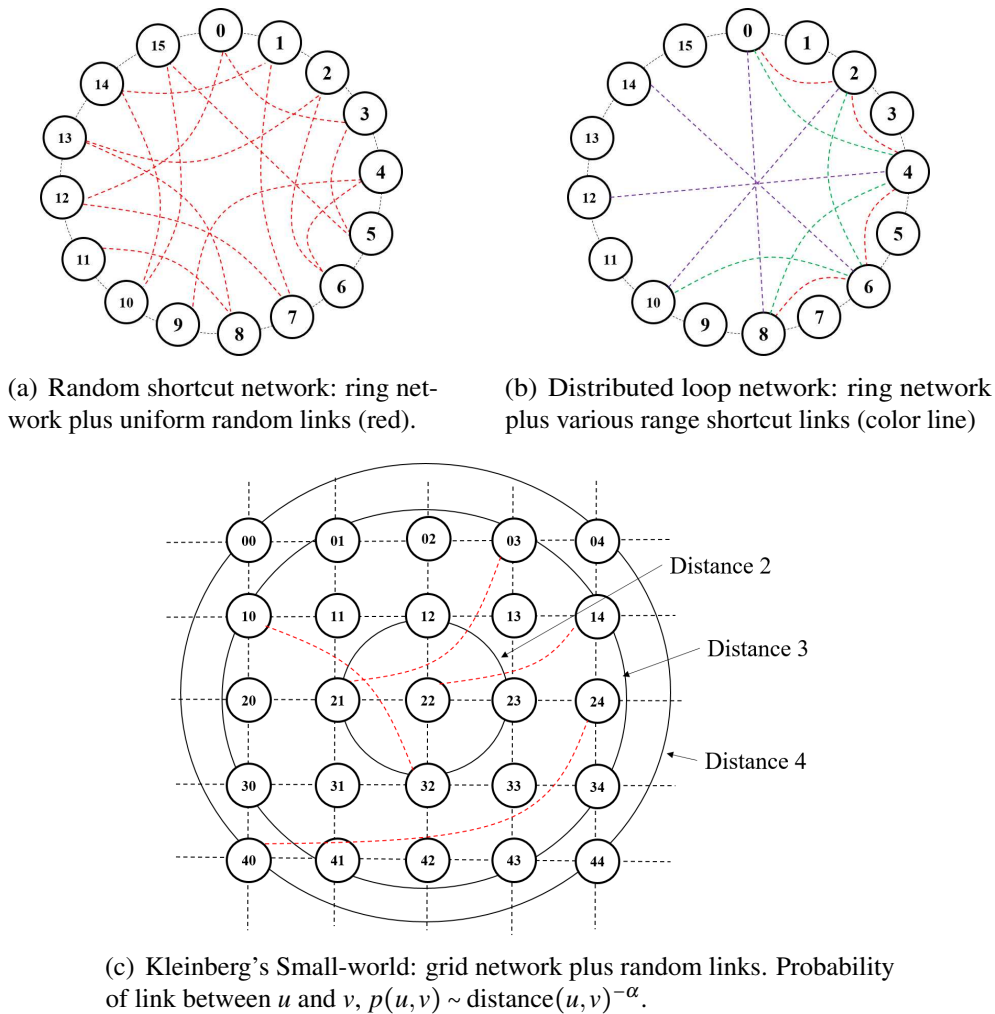 0
1
2
3
4
5
6
7
8
9
10
11
12
13
14
15
(a) Random shortcut network: ring net-
work plus uniform random links (red).
0
1
2
3
4
5
6
7
8
9
10
11
12
13
14
15
(b) Distributed loop network: ring network
plus various range shortcut links (color line)
00 01 02 03 04
Distance 2
10 11 12 13 14
Distance 3
20 21 22 23 24
Distance 4
30 31 32 33 34
40 41 42 43 44
(c) Kleinberg's Small-world: grid network plus random links. Probability
of link between u and v, p(u,v) ~ distance(u,v)^{-α}.